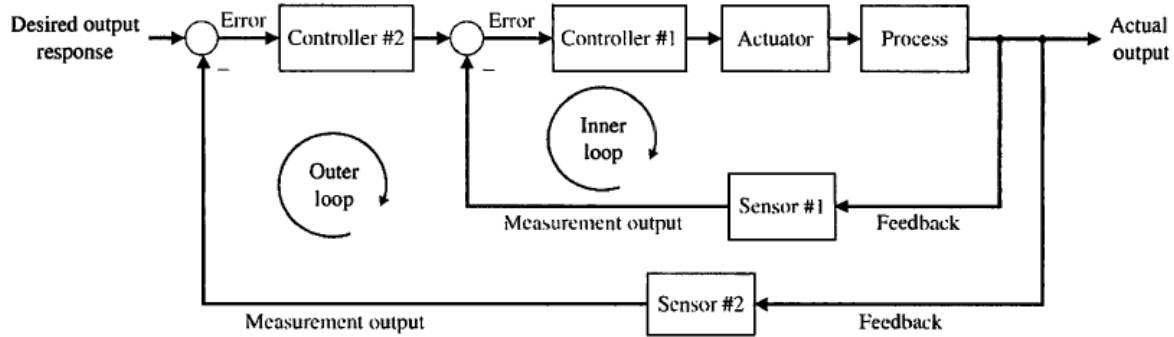 Desired output
response
Error
Controller #2
Error
Controller #1
Actuator
Process
Actual
output
–
–
Outer
loop
Inner
loop
Sensor #1
Measurement output
Feedback
Sensor #2
Measurement output
Feedback